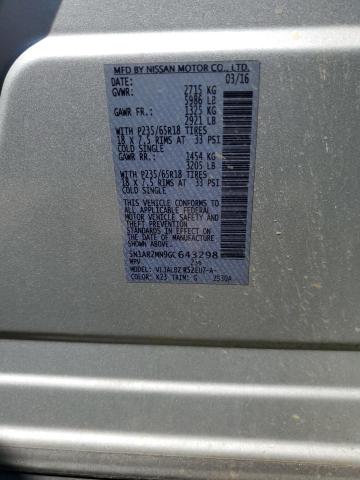 MFD BY NISSAN MOTOR CO., LTD.
DATE: 03/16
GVWR: 2715 KG
5986 LB
GAWR FR.: 1325 KG
2921 LB
WITH P235/65R18 TIRES
18 X 7.5 RIMS AT 33 PSI
COLD SINGLE
GAWR RR.: 1454 KG
3205 LB
WITH P235/65R18 TIRES
18 X 7.5 RIMS AT 33 PSI
COLD SINGLE
THIS VEHICLE CONFORMS TO
ALL APPLICABLE FEDERAL MOTOR
VEHICLE SAFETY AND
THEFT PREVENTION
STANDARDS IN EFFECT ON
THE DATE OF MANUFACTURE
SHOWN ABOVE.
5N1AR2MN9GC643298
MPV
MODEL:
COLOR: K23 TRIM: G 2530A